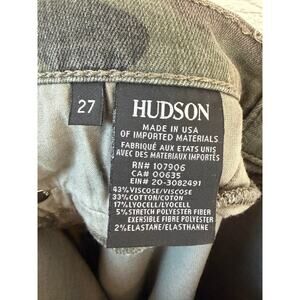 27
HUDSON
MADE IN USA
OF IMPORTED MATERIALS
FABRIQUÉ AUX ETATS UNIS
AVEC DES MATÉRIAUX IMPORTÉS
RN# 107906
CA# 00635
EIN# 20-3082491
43% VISCOSE/VISCOSE
33% COTTON/COTON
17% LYOCELL/LYOCELL
5% STRETCH POLYESTER FIBER
EXENSIBLE FIBRE POLYESTER
2% ELASTANE/ELASTHANNE